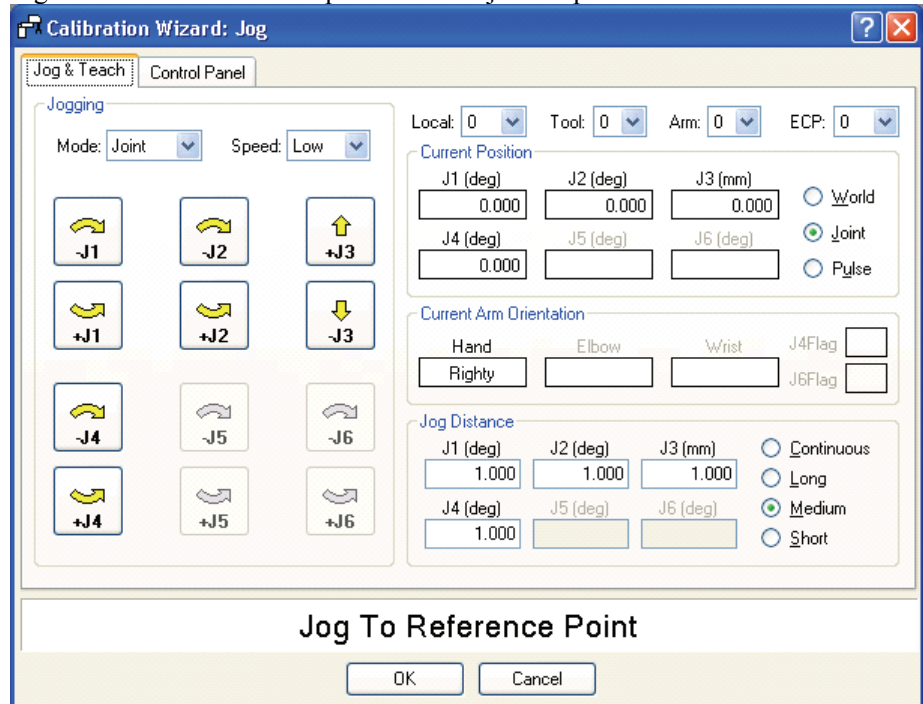 Calibration Wizard: Jog
Jog & Teach
Control Panel
Jogging
Mode: Joint
Speed: Low
-J1
-J2
+J3
+J1
+J2
-J3
-J4
-J5
-J6
+J4
+J5
+J6
Local: 0
Tool: 0
Arm: 0
ECP: 0
Current Position
J1 (deg)
J2 (deg)
J3 (mm)
0.000
0.000
0.000
J4 (deg)
J5 (deg)
J6 (deg)
0.000
World
Joint
Pulse
Current Arm Orientation
Hand
Elbow
Wrist
Righty
J4Flag
J6Flag
Jog Distance
J1 (deg)
J2 (deg)
J3 (mm)
1.000
1.000
1.000
J4 (deg)
J5 (deg)
J6 (deg)
1.000
Continuous
Long
Medium
Short
Jog To Reference Point
OK
Cancel